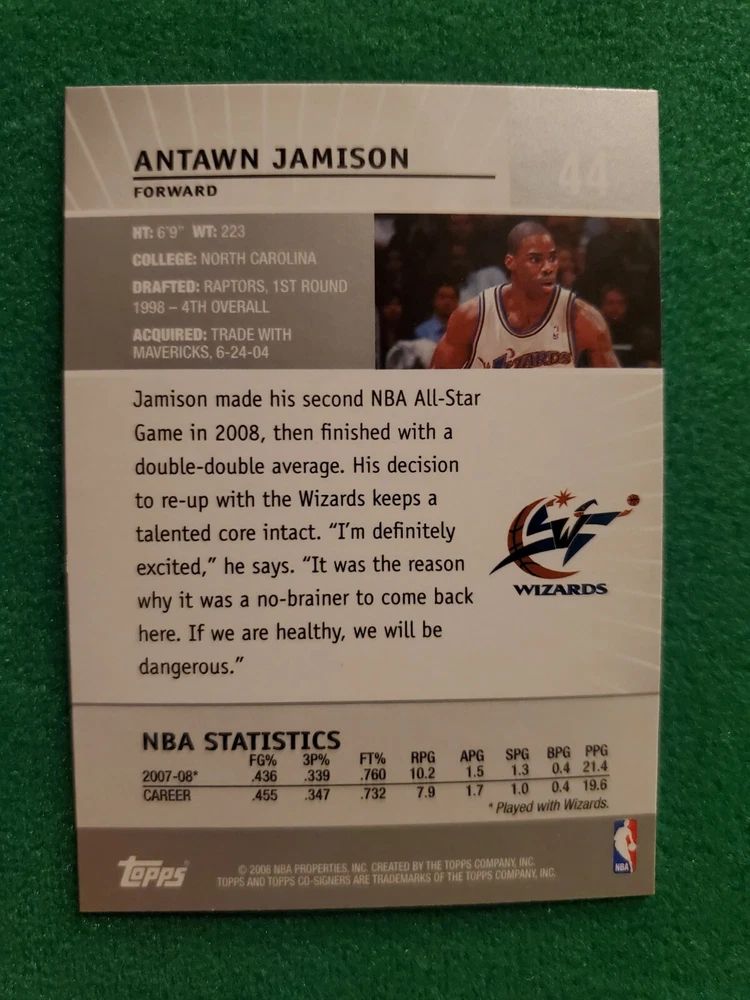 ANTAWN JAMISON
44
FORWARD
HT: 6'9" WT: 223
COLLEGE: NORTH CAROLINA
DRAFTED: RAPTORS, 1ST ROUND
1998 – 4TH OVERALL
ACQUIRED: TRADE WITH
MAVERICKS, 6-24-04
WIZARDS
Jamison made his second NBA All-Star
Game in 2008, then finished with a
double-double average. His decision
to re-up with the Wizards keeps a
talented core intact. “I’m definitely
excited,” he says. “It was the reason
why it was a no-brainer to come back
here. If we are healthy, we will be
dangerous.”
WIZARDS
NBA STATISTICS
FG% 3P% FT% RPG APG SPG BPG PPG
2007-08* .436 .339 .760 10.2 1.5 1.3 0.4 21.4
CAREER .455 .347 .732 7.9 1.7 1.0 0.4 19.6
* Played with Wizards.
Topps
© 2008 NBA PROPERTIES, INC. CREATED BY THE TOPPS COMPANY, INC.
TOPPS AND TOPPS CO-SIGNERS ARE TRADEMARKS OF THE TOPPS COMPANY, INC.
NBA